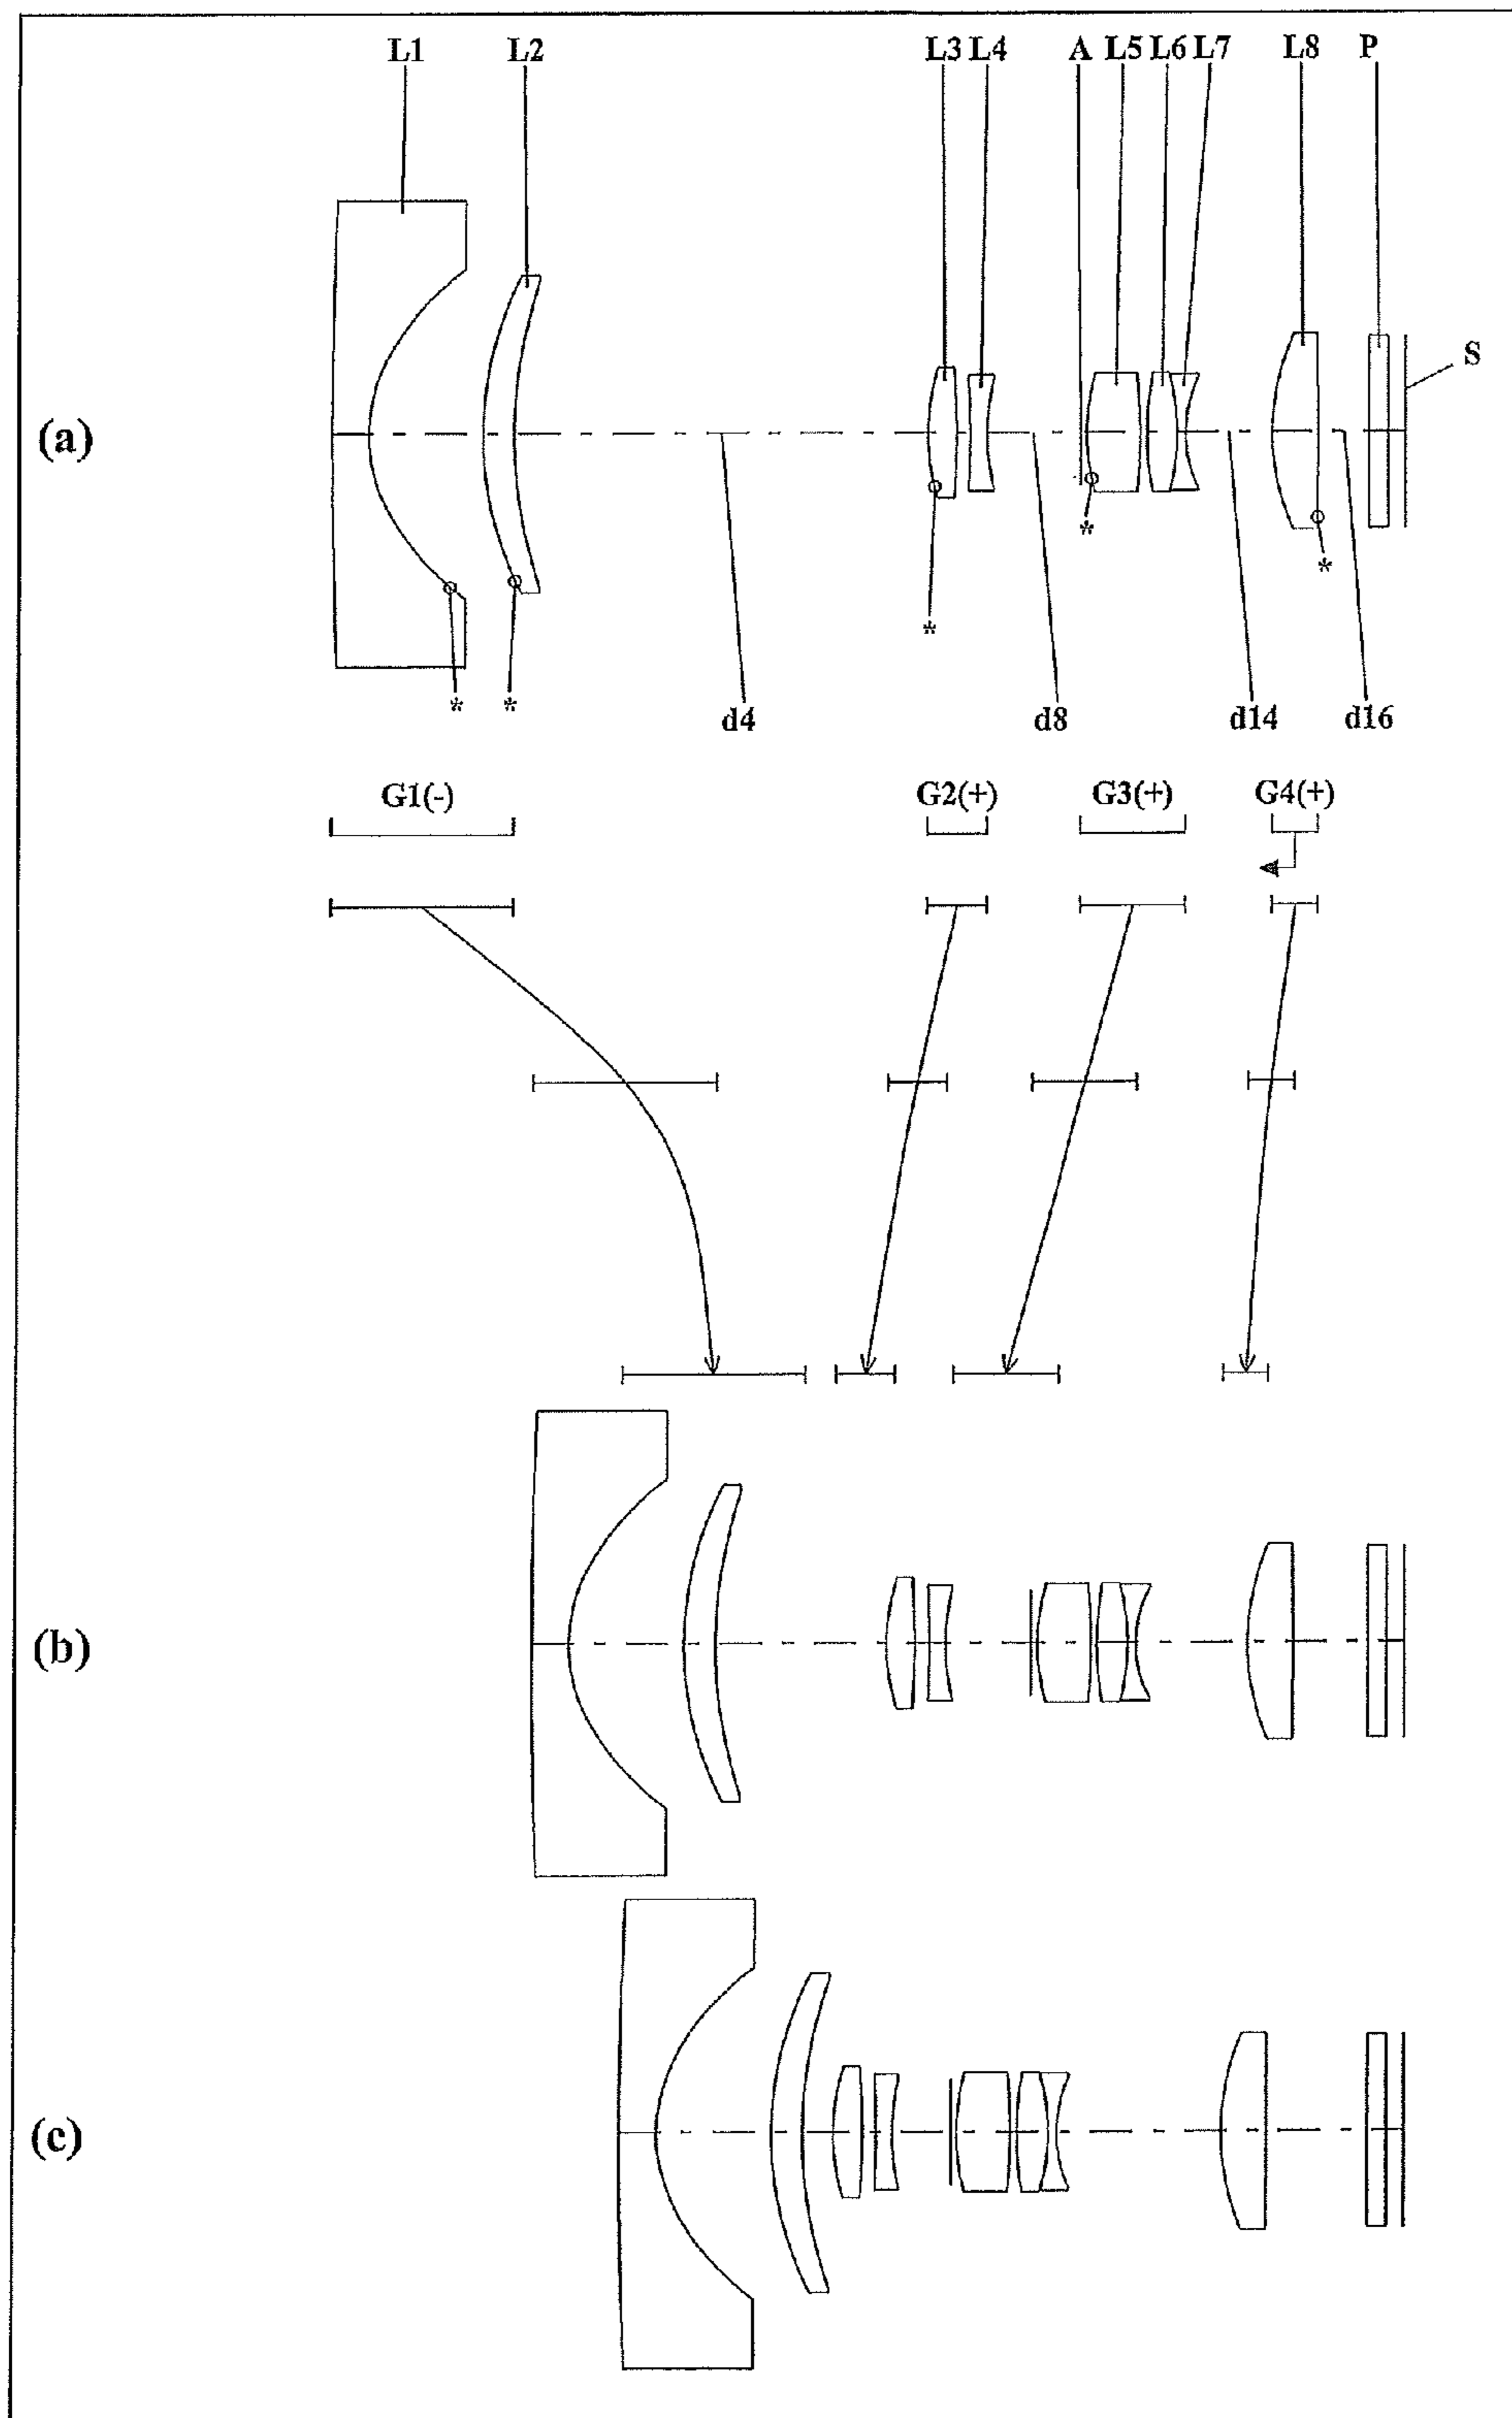 L1 L2 L3 L4 A L5 L6 L7 L8 P
S
(a)
*
*
*
*
*
d4 d8 d14 d16
G1(-) G2(+) G3(+) G4(+)
(b)
(c)